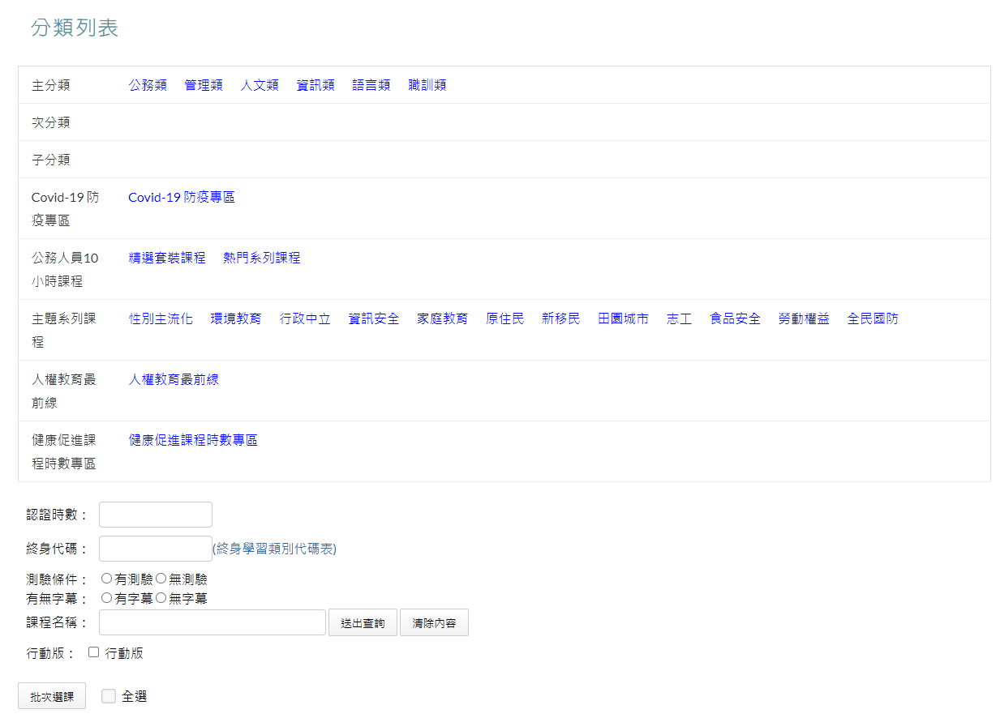 分類列表
主分類 公務類 管理類 人文類 資訊類 語言類 職訓類
次分類
子分類
Covid-19 防 Covid-19 防疫專區
疫專區
公務人員10 精選套裝課程 熱門系列課程
小時課程
主題系列課 性別主流化 環境教育 行政中立 資訊安全 家庭教育 原住民 新移民 田園城市 志工 食品安全 勞動權益 全民國防
程
人權教育最 人權教育最前線
前線
健康促進課 健康促進課程時數專區
程時數專區
認證時數：
終身代碼： (終身學習類別代碼表)
測驗條件： 有測驗 無測驗
有無字幕： 有字幕 無字幕
課程名稱： 送出查詢 清除內容
行動版： 行動版
批次選課 全選